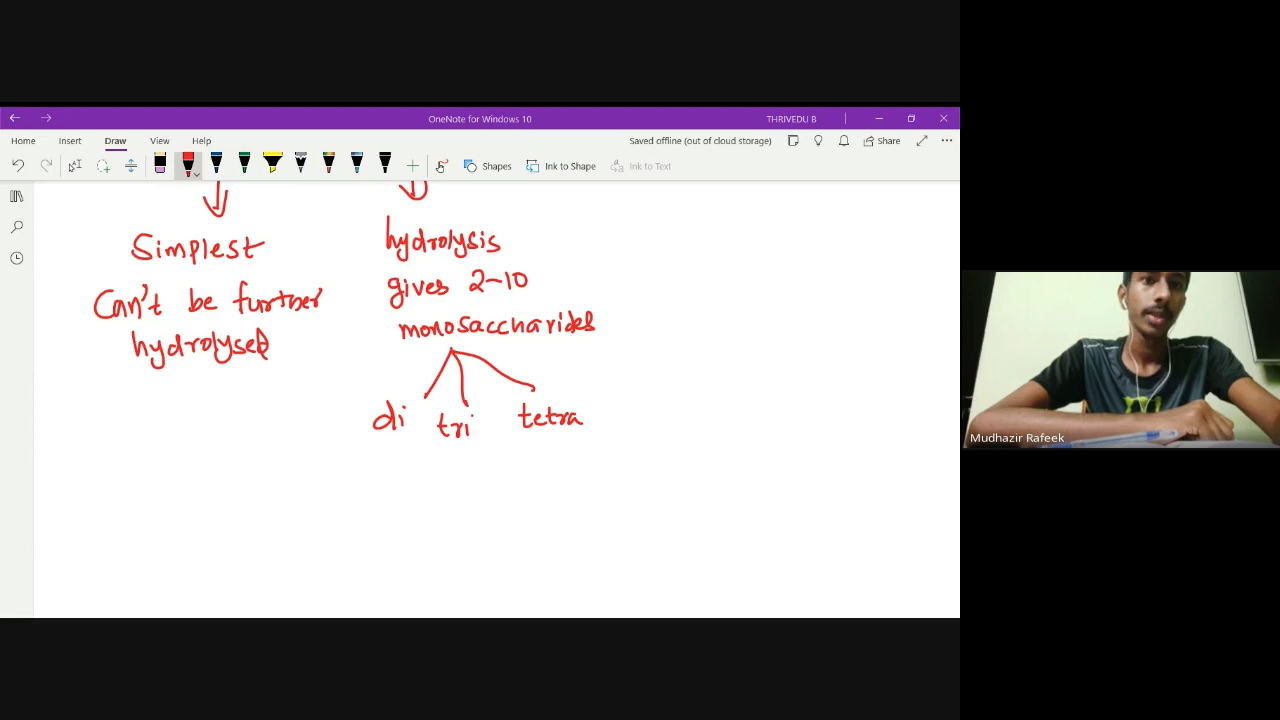 OneNote for Windows 10
THRIVEDU B
Home Insert Draw View Help
Saved offline (out of cloud storage)
Share
Shapes
Ink to Shape
Ink to Text
Simplest
Can't be further
hydrolysed
hydrolysis
gives 2-10
monosaccharides
di tri tetra
Mudhazir Rafeek